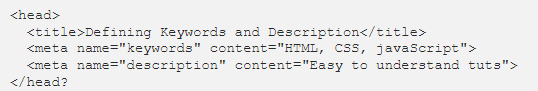 <head>
<title>Defining Keywords and Description</title>
<meta name="keywords" content="HTML, CSS, javaScript">
<meta name="description" content="Easy to understand tuts">
</head?